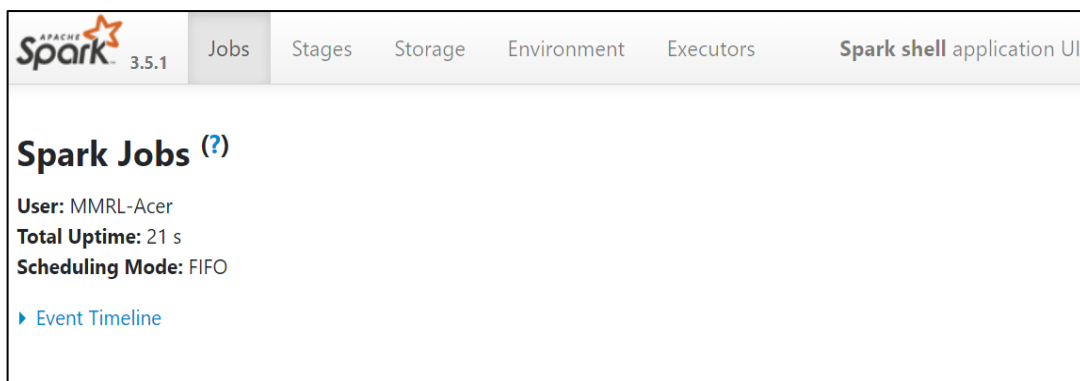 APACHE
Spark 3.5.1 Jobs Stages Storage Environment Executors Spark shell application UI
Spark Jobs (?)
User: MMRL-Acer
Total Uptime: 21 s
Scheduling Mode: FIFO
Event Timeline